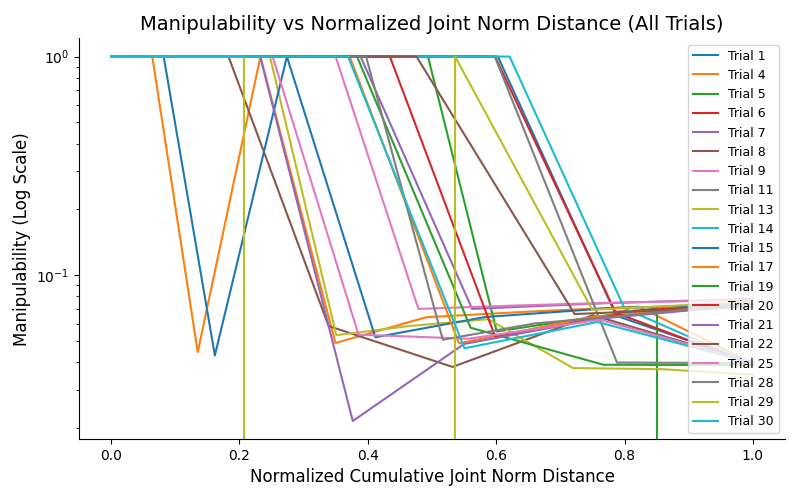 Manipulability vs Normalized Joint Norm Distance (All Trials)
Manipulability (Log Scale)
10⁰
10⁻¹
0.0 0.2 0.4 0.6 0.8 1.0
Normalized Cumulative Joint Norm Distance
Trial 1
Trial 4
Trial 5
Trial 6
Trial 7
Trial 8
Trial 9
Trial 11
Trial 13
Trial 14
Trial 15
Trial 17
Trial 19
Trial 20
Trial 21
Trial 22
Trial 25
Trial 28
Trial 29
Trial 30